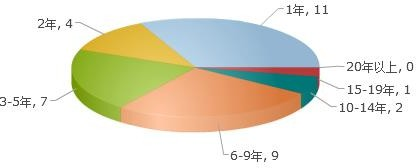 1年, 11
2年, 4
20年以上, 0
15-19年, 1
3-5年, 7
10-14年, 2
6-9年, 9